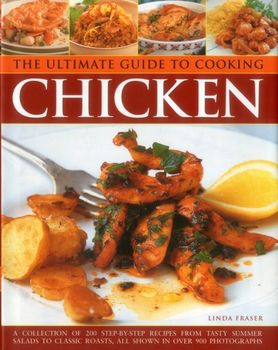 THE ULTIMATE GUIDE TO COOKING
CHICKEN
LINDA FRASER
A COLLECTION OF 200 STEP-BY-STEP RECIPES FROM TASTY SUMMER
SALADS TO CLASSIC ROASTS, ALL SHOWN IN OVER 900 PHOTOGRAPHS